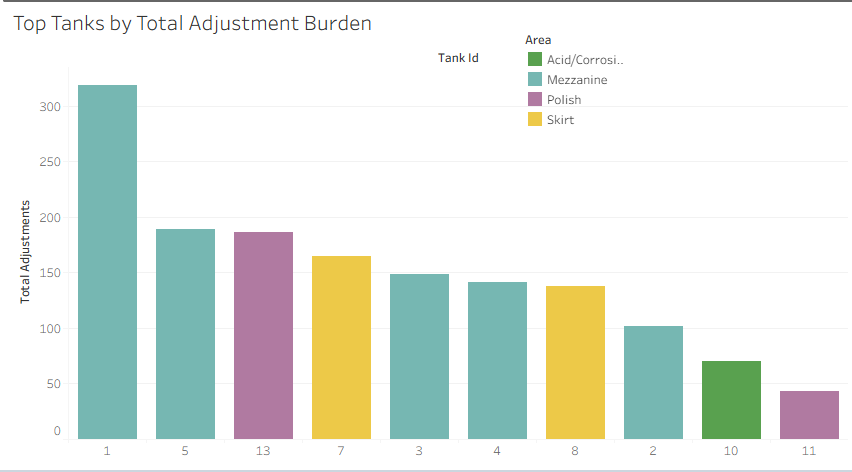 Top Tanks by Total Adjustment Burden
Tank Id
Area
Acid/Corrosi..
Mezzanine
Polish
Skirt
Total Adjustments
300
250
200
150
100
50
0
1 5 13 7 3 4 8 2 10 11